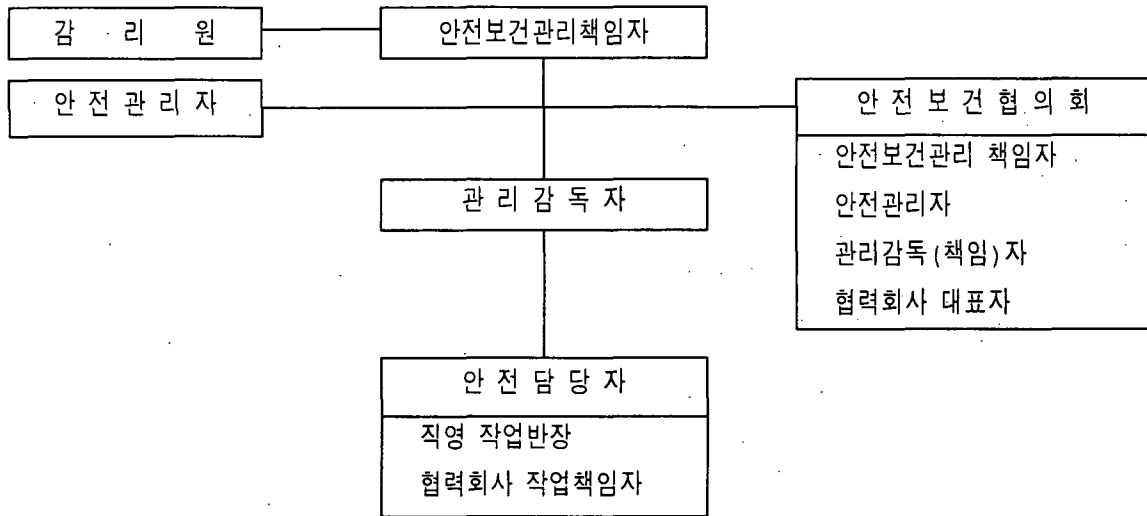 감 리 원
안전보건관리책임자
안 전 관 리 자
안 전 보 건 협 의 회
안전보건관리 책임자
안전관리자
관리감독(책임)자
협력회사 대표자
관 리 감 독 자
안 전 담 당 자
직영 작업반장
협력회사 작업책임자